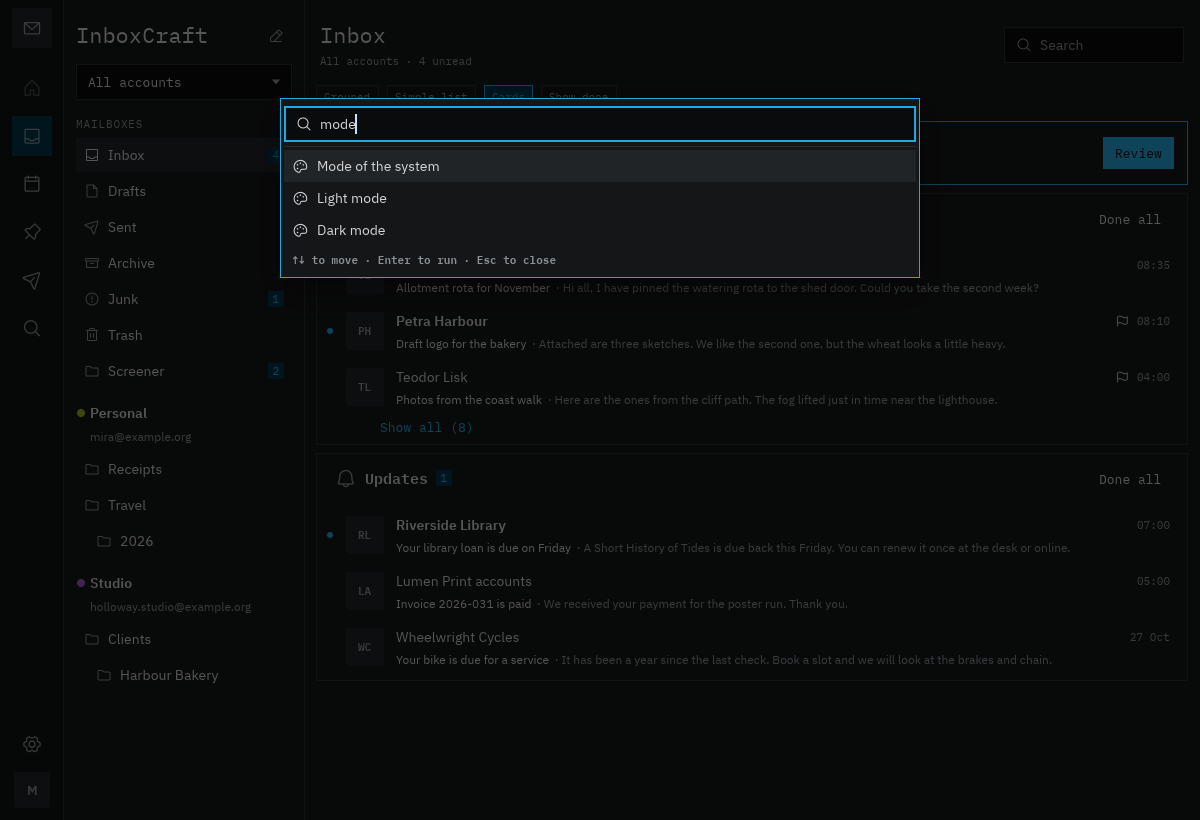 InboxCraft
All accounts
MAILBOXES
Inbox 4
Drafts
Sent
Archive
Junk 1
Trash
Screener 2
Personal
mira@example.org
Receipts
Travel
2026
Studio
holloway.studio@example.org
Clients
Harbour Bakery
M
Inbox
All accounts · 4 unread
Search
Grouped Simple list Cards Show done
mode
Mode of the system
Light mode
Dark mode
↑↓ to move · Enter to run · Esc to close
Review
Done all
08:35
Allotment rota for November · Hi all, I have pinned the watering rota to the shed door. Could you take the second week?
PH Petra Harbour 08:10
Draft logo for the bakery · Attached are three sketches. We like the second one, but the wheat looks a little heavy.
TL Teodor Lisk 04:00
Photos from the coast walk · Here are the ones from the cliff path. The fog lifted just in time near the lighthouse.
Show all (8)
Updates 1 Done all
RL Riverside Library 07:00
Your library loan is due on Friday · A Short History of Tides is due back this Friday. You can renew it once at the desk or online.
LA Lumen Print accounts 05:00
Invoice 2026-031 is paid · We received your payment for the poster run. Thank you.
WC Wheelwright Cycles 27 Oct
Your bike is due for a service · It has been a year since the last check. Book a slot and we will look at the brakes and chain.